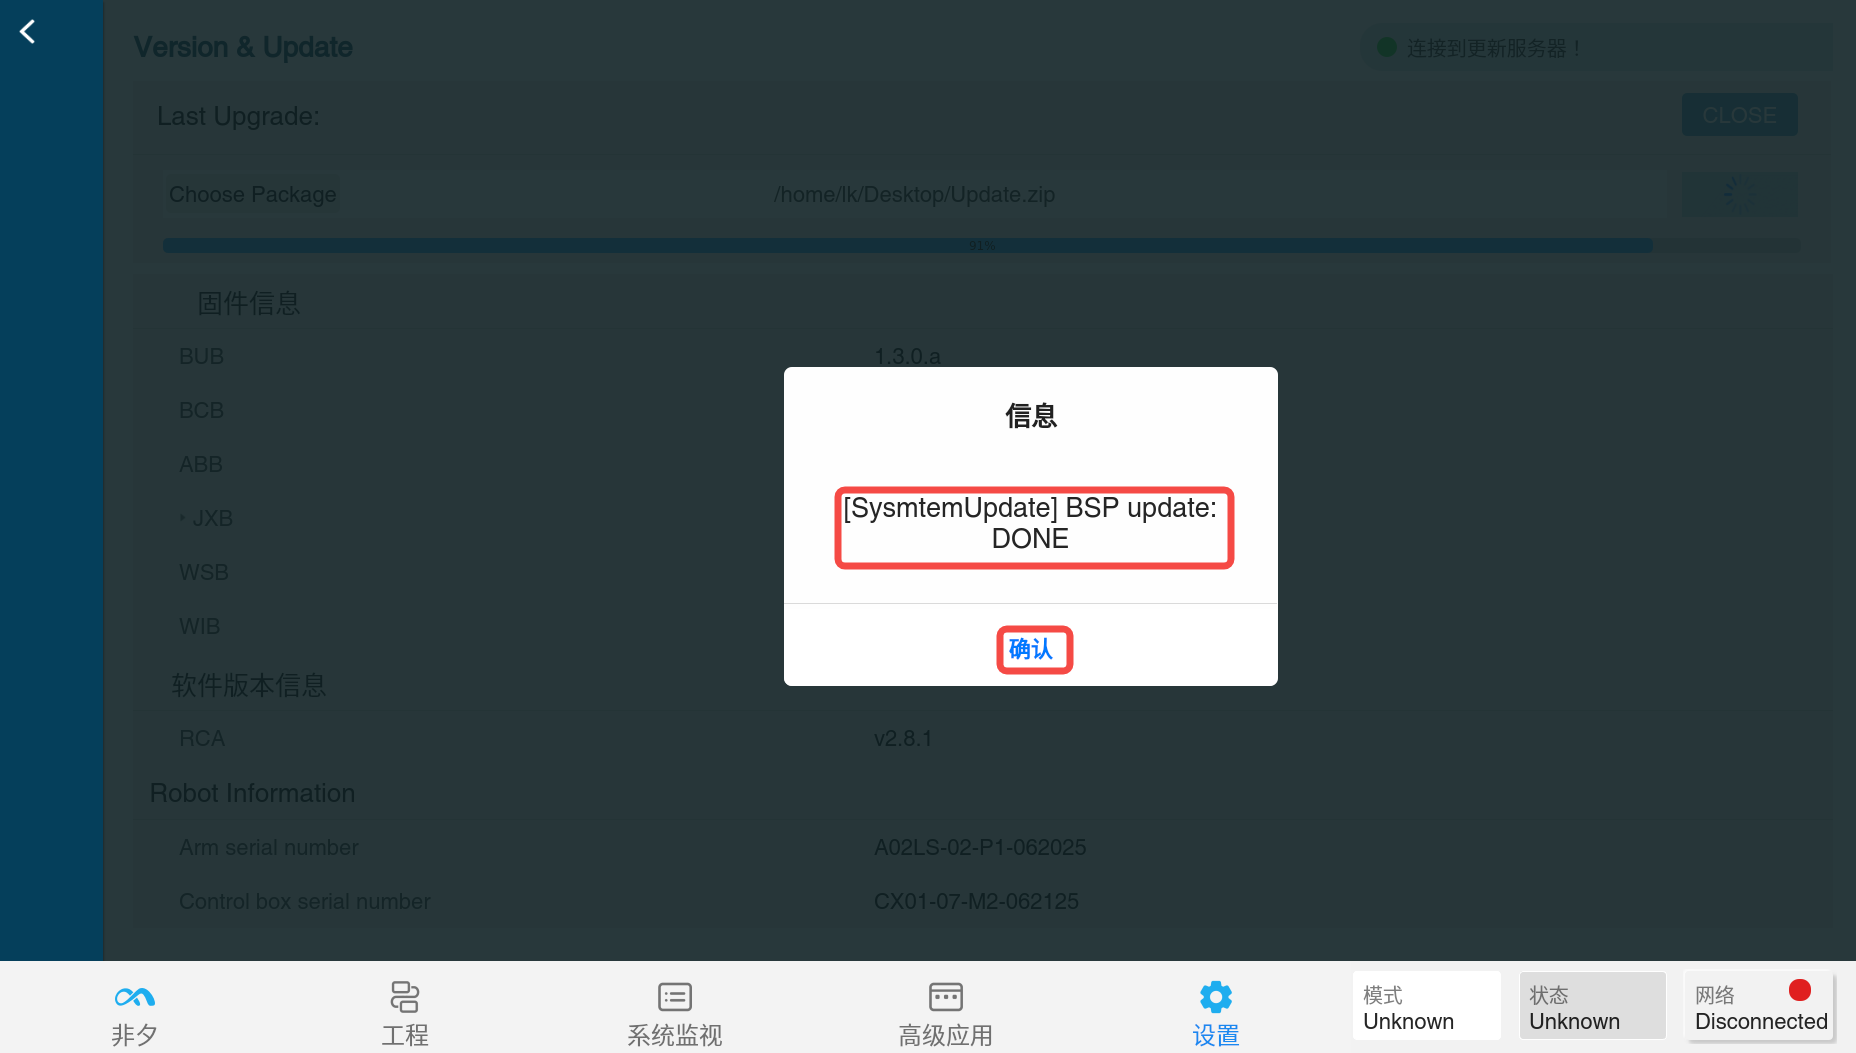 Version & Update
连接到更新服务器！
Last Upgrade:
CLOSE
Choose Package
/home/lk/Desktop/Update.zip
91%
固件信息
BUB
1.3.0.a
BCB
ABB
JXB
WSB
WIB
信息
[SysmtemUpdate] BSP update:
DONE
确认
软件版本信息
RCA
v2.8.1
Robot Information
Arm serial number
A02LS-02-P1-062025
Control box serial number
CX01-07-M2-062125
非夕
工程
系统监视
高级应用
设置
模式
Unknown
状态
Unknown
网络
Disconnected